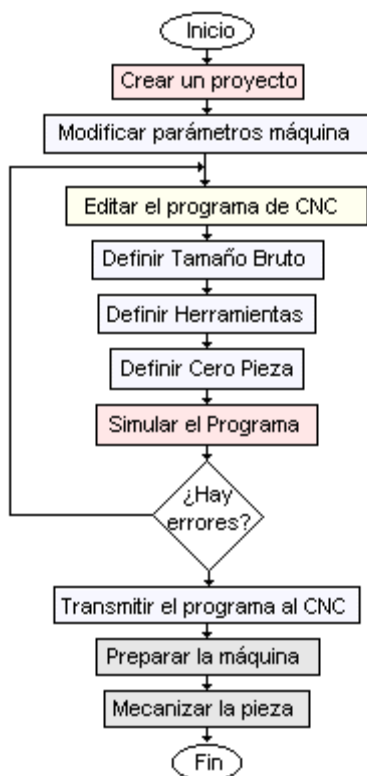 Inicio
Crear un proyecto
Modificar parámetros máquina
Editar el programa de CNC
Definir Tamaño Bruto
Definir Herramientas
Definir Cero Pieza
Simular el Programa
¿Hay
errores?
Transmitir el programa al CNC
Preparar la máquina
Mecanizar la pieza
Fin